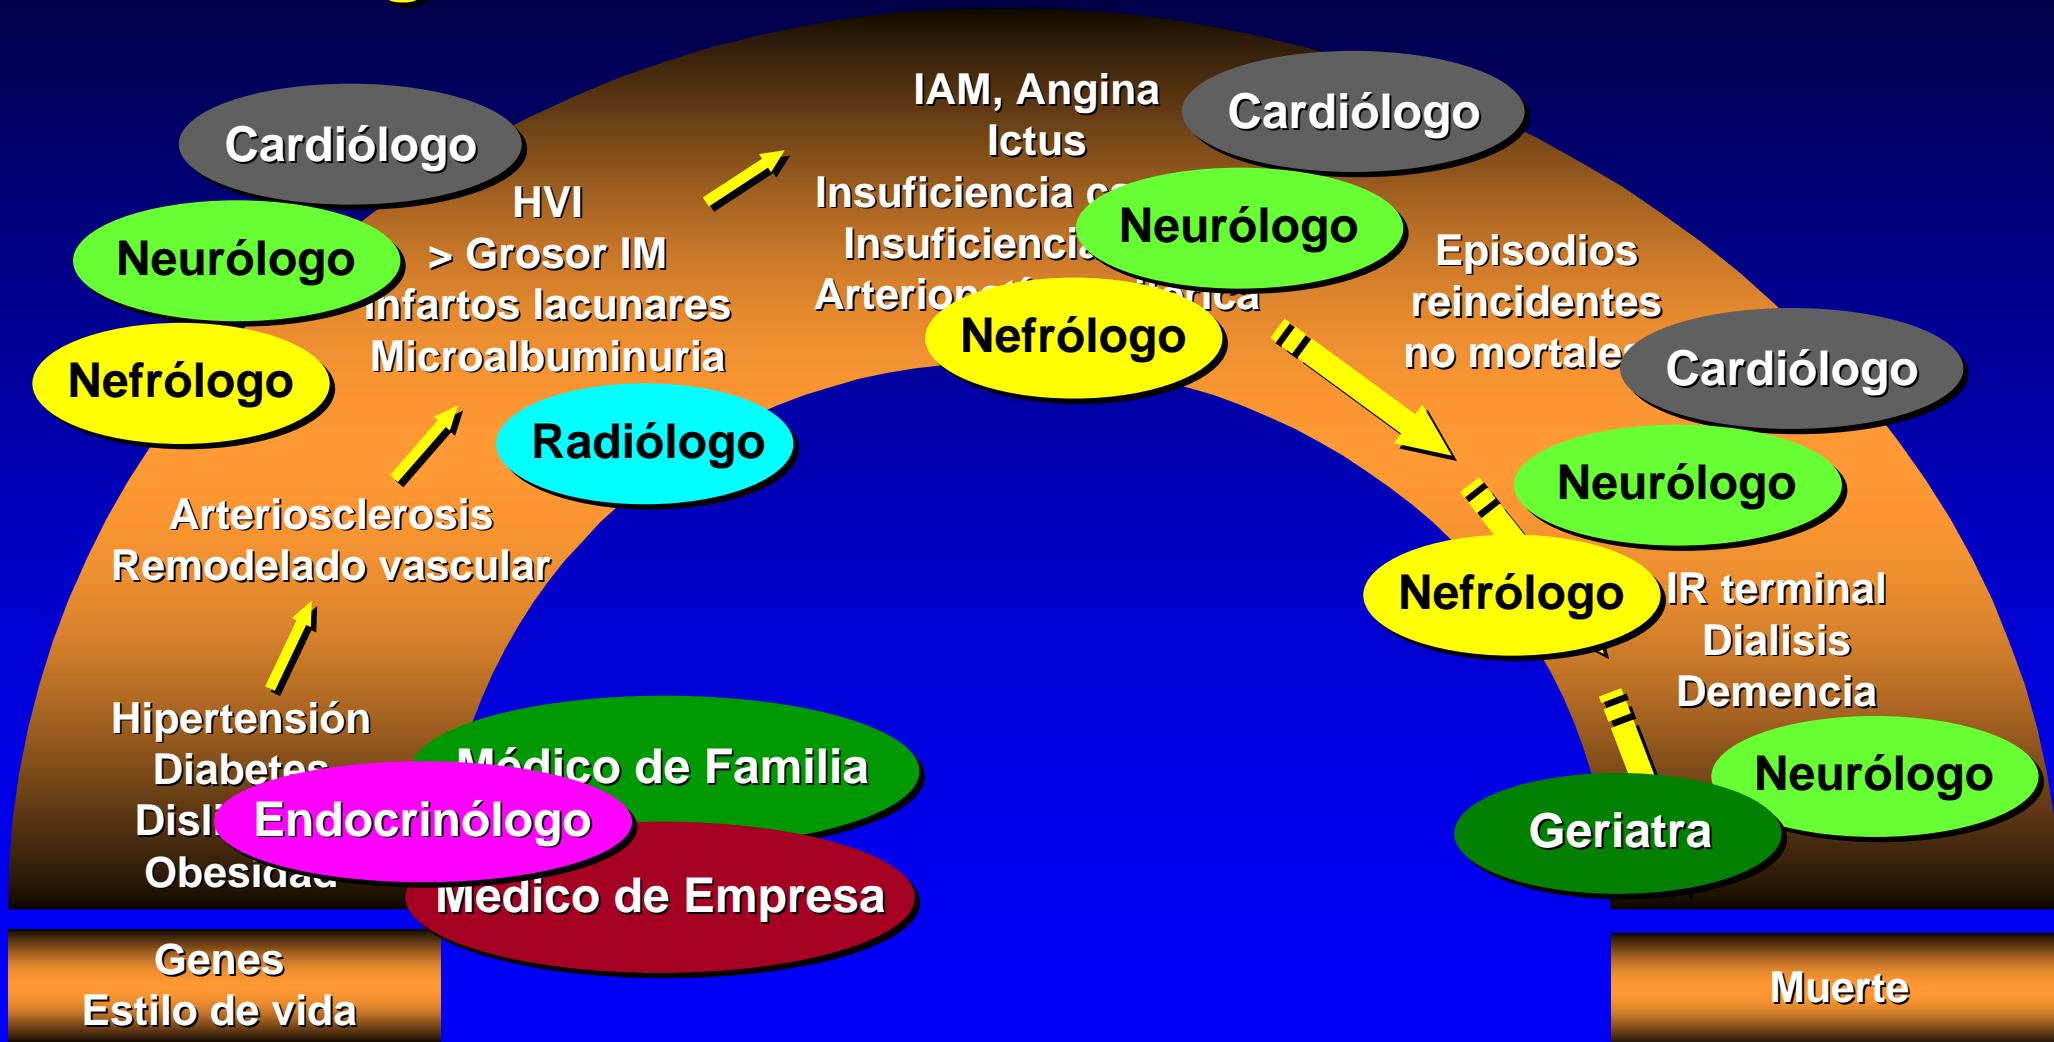 Cardiólogo
Neurólogo
Nefrólogo
HVI
> Grosor IM
Infartos lacunares
Microalbuminuria
Radiólogo
Arteriosclerosis
Remodelado vascular
Hipertensión
Diabetes
Obesidad
Médico de Familia
Endocrinólogo
Médico de Empresa
Genes
Estilo de vida
IAM, Angina
Ictus
Insuficiencia
Insuficiencia
Cardiólogo
Neurólogo
Nefrólogo
Episodios
reincidentes
no mortales
Cardiólogo
Neurólogo
Nefrólogo
IR terminal
Dialisis
Demencia
Neurólogo
Geriatra
Muerte